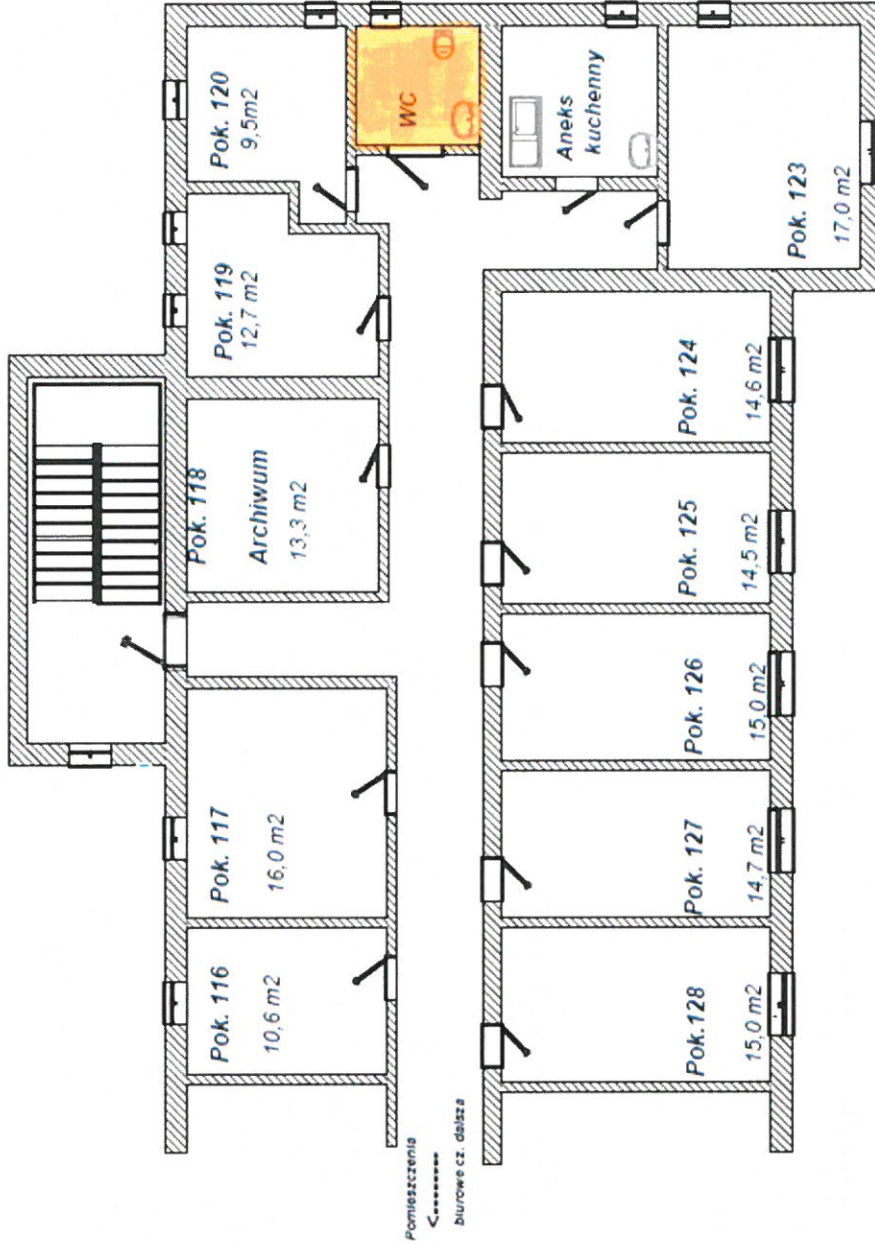 Pok. 116
10,6 m2
Pok. 117
16,0 m2
Pok. 118
Archiwum
13,3 m2
Pok. 119
12,7 m2
Pok. 120
9,5m2
WC
Aneks
kuchenny
Pok. 123
17,0 m2
Pok. 124
14,6 m2
Pok. 125
14,5 m2
Pok. 126
15,0 m2
Pok. 127
14,7 m2
Pok.128
15,0 m2
Pomieszczenia
<---------
biurowe cz. dalsza